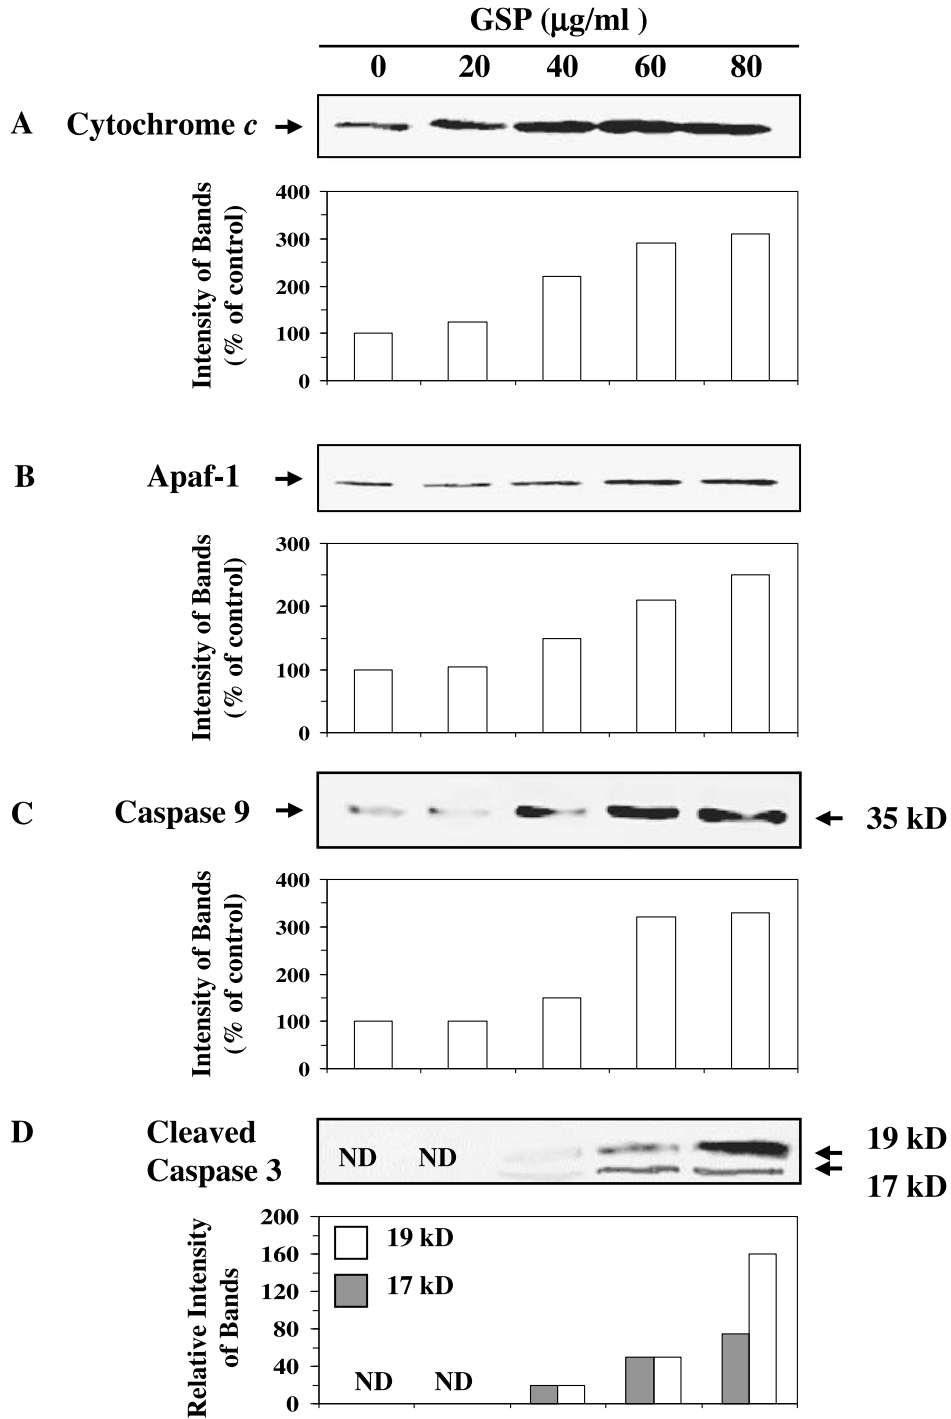 GSP (µg/ml )
0 20 40 60 80
A Cytochrome c
Intensity of Bands
(% of control)
400
300
200
100
0
B Apaf-1
Intensity of Bands
(% of control)
300
200
100
0
C Caspase 9 35 kD
Intensity of Bands
(% of control)
400
300
200
100
0
D Cleaved
Caspase 3
ND ND
19 kD
17 kD
Relative Intensity
of Bands
200
160
120
80
40
0
19 kD
17 kD
ND ND